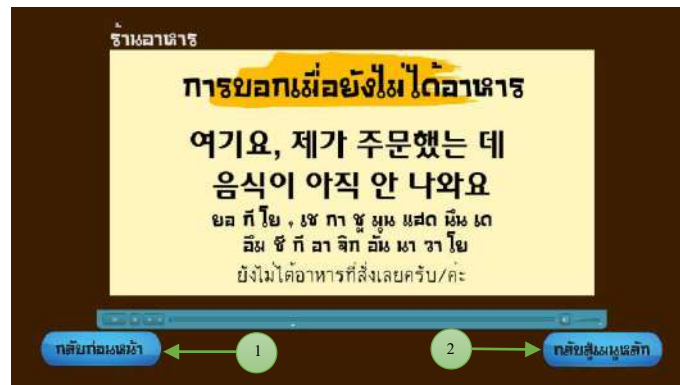 ร้านอาหาร
การบอกเมื่อยังไม่ได้อาหาร
여기요, 제가 주문했는 데
음식이 아직 안 나와요
ยอ กี โย , เช กา ชู มุน แฮด นึน เด
อึม ชี กี อา จิก อัน นา วา โย
ยังไม่ได้อาหารที่สั่งเลยครับ/ค่ะ
กลับก่อนหน้า
1
2
กลับสู่เมนูหลัก